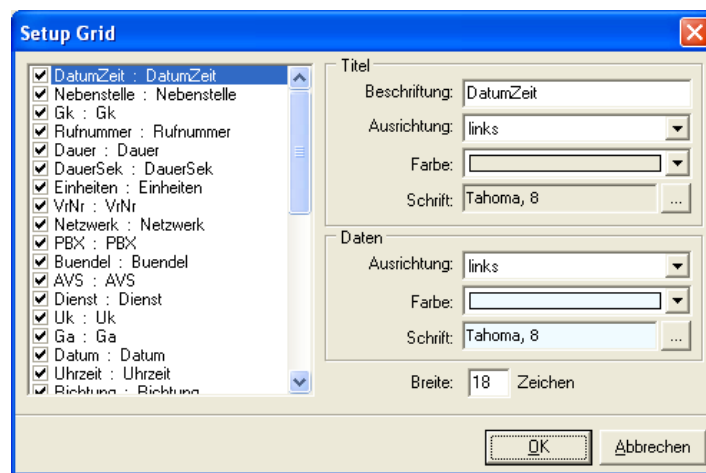 Setup Grid
DatumZeit : DatumZeit
Nebenstelle : Nebenstelle
Gk : Gk
Rufnummer : Rufnummer
Dauer : Dauer
DauerSek : DauerSek
Einheiten : Einheiten
VrNr : VrNr
Netzwerk : Netzwerk
PBX : PBX
Buendel : Buendel
AVS : AVS
Dienst : Dienst
Uk : Uk
Ga : Ga
Datum : Datum
Uhrzeit : Uhrzeit
Richtung : Richtung
Titel
Beschriftung: DatumZeit
Ausrichtung: links
Farbe:
Schrift: Tahoma, 8 ...
Daten
Ausrichtung: links
Farbe:
Schrift: Tahoma, 8 ...
Breite: 18 Zeichen
OK Abbrechen